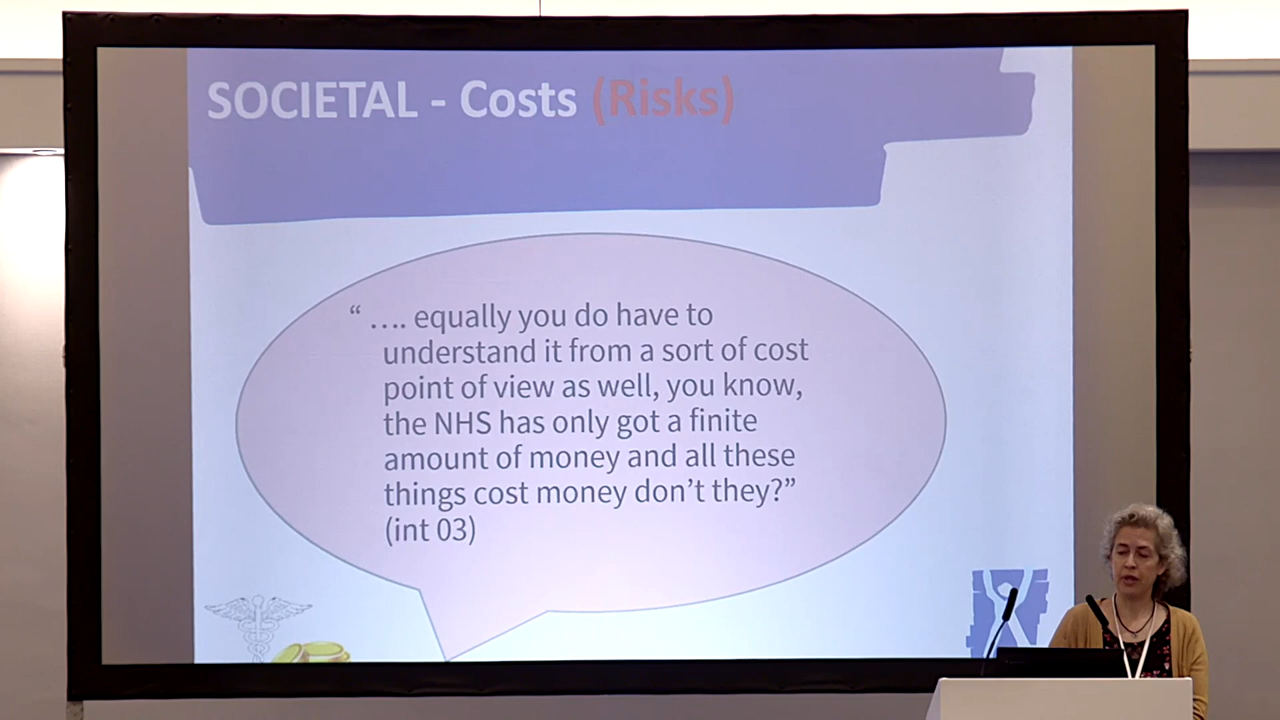 SOCIETAL - Costs (Risks)
“ …. equally you do have to
understand it from a sort of cost
point of view as well, you know,
the NHS has only got a finite
amount of money and all these
things cost money don’t they?”
(int 03)